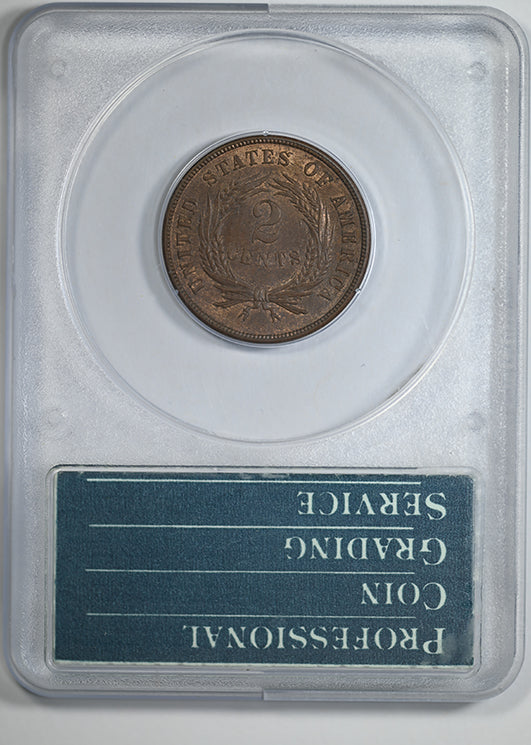 UNITED STATES OF AMERICA
2
CENTS
PROFESSIONAL
COIN
GRADING
SERVICE